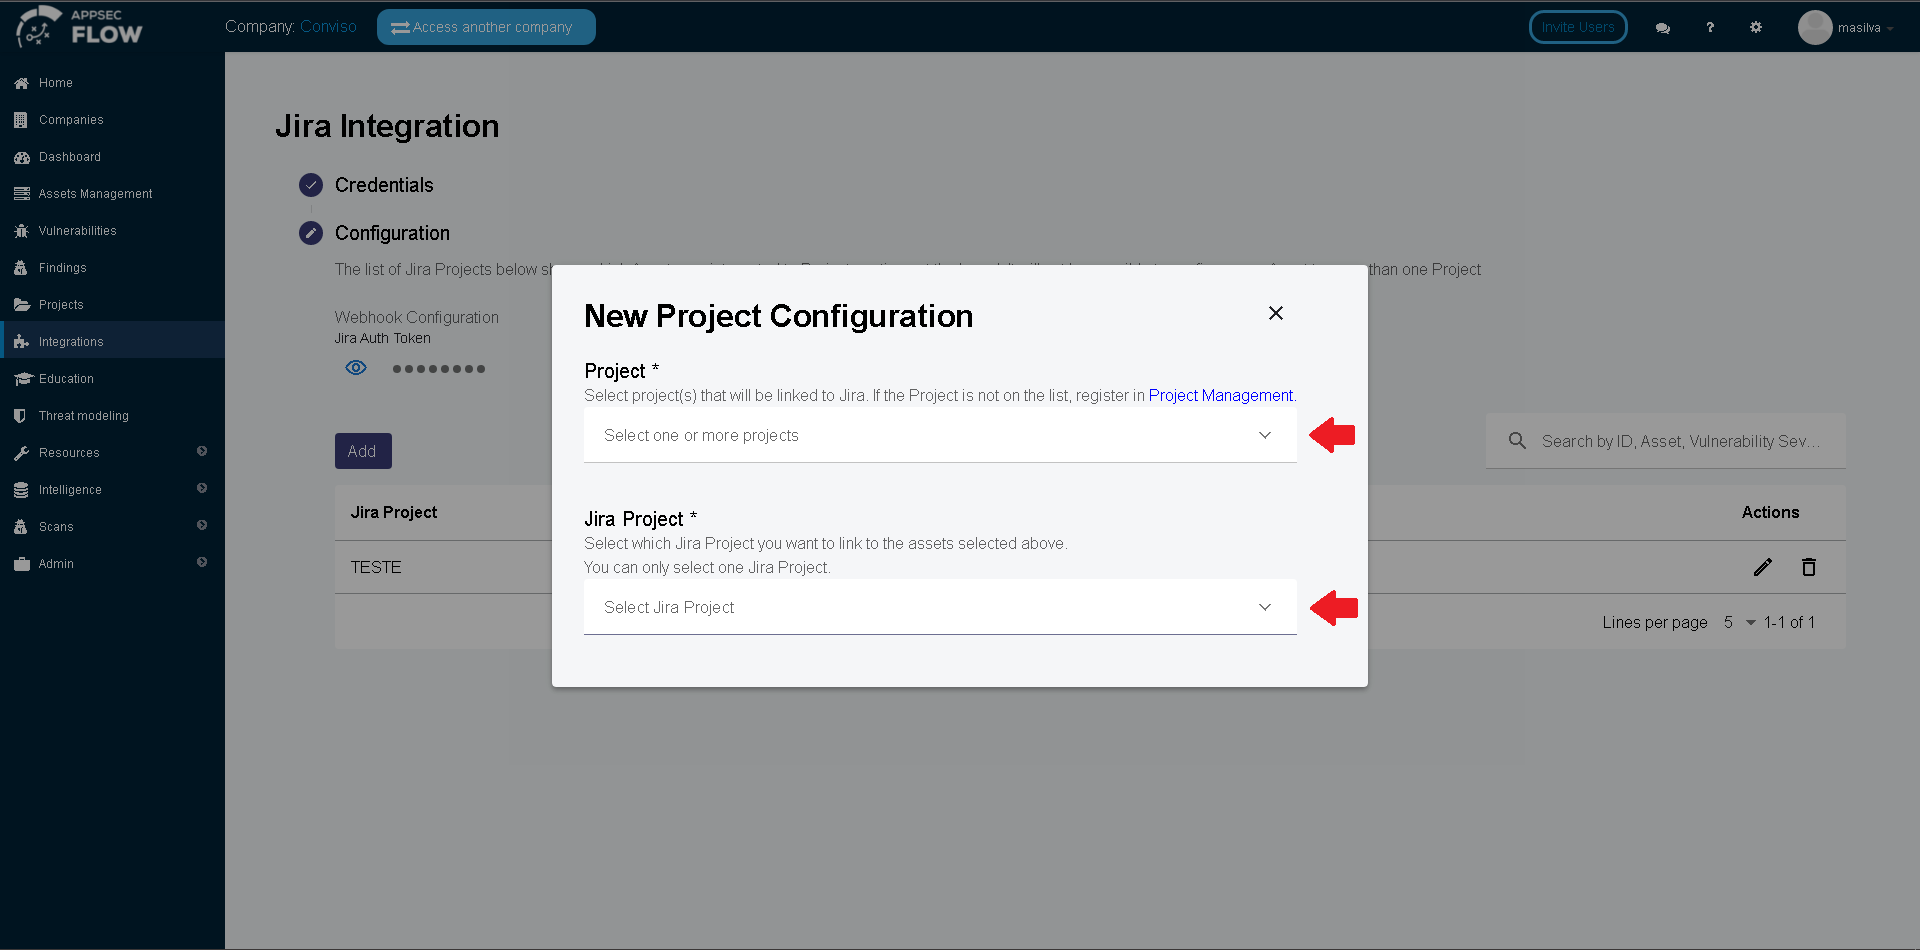 APPSEC
FLOW
Company: Conviso
Access another company
Invite Users
?
masilva
Home
Companies
Dashboard
Assets Management
Vulnerabilities
Findings
Projects
Integrations
Education
Threat modeling
Resources
Intelligence
Scans
Admin
Jira Integration
Credentials
Configuration
The list of Jira Projects below
than one Project
Webhook Configuration
Jira Auth Token
Add
Search by ID, Asset, Vulnerability Sev...
Jira Project
Actions
TESTE
Lines per page 5 1-1 of 1
New Project Configuration
Project *
Select project(s) that will be linked to Jira. If the Project is not on the list, register in Project Management.
Select one or more projects
Jira Project *
Select which Jira Project you want to link to the assets selected above.
You can only select one Jira Project.
Select Jira Project